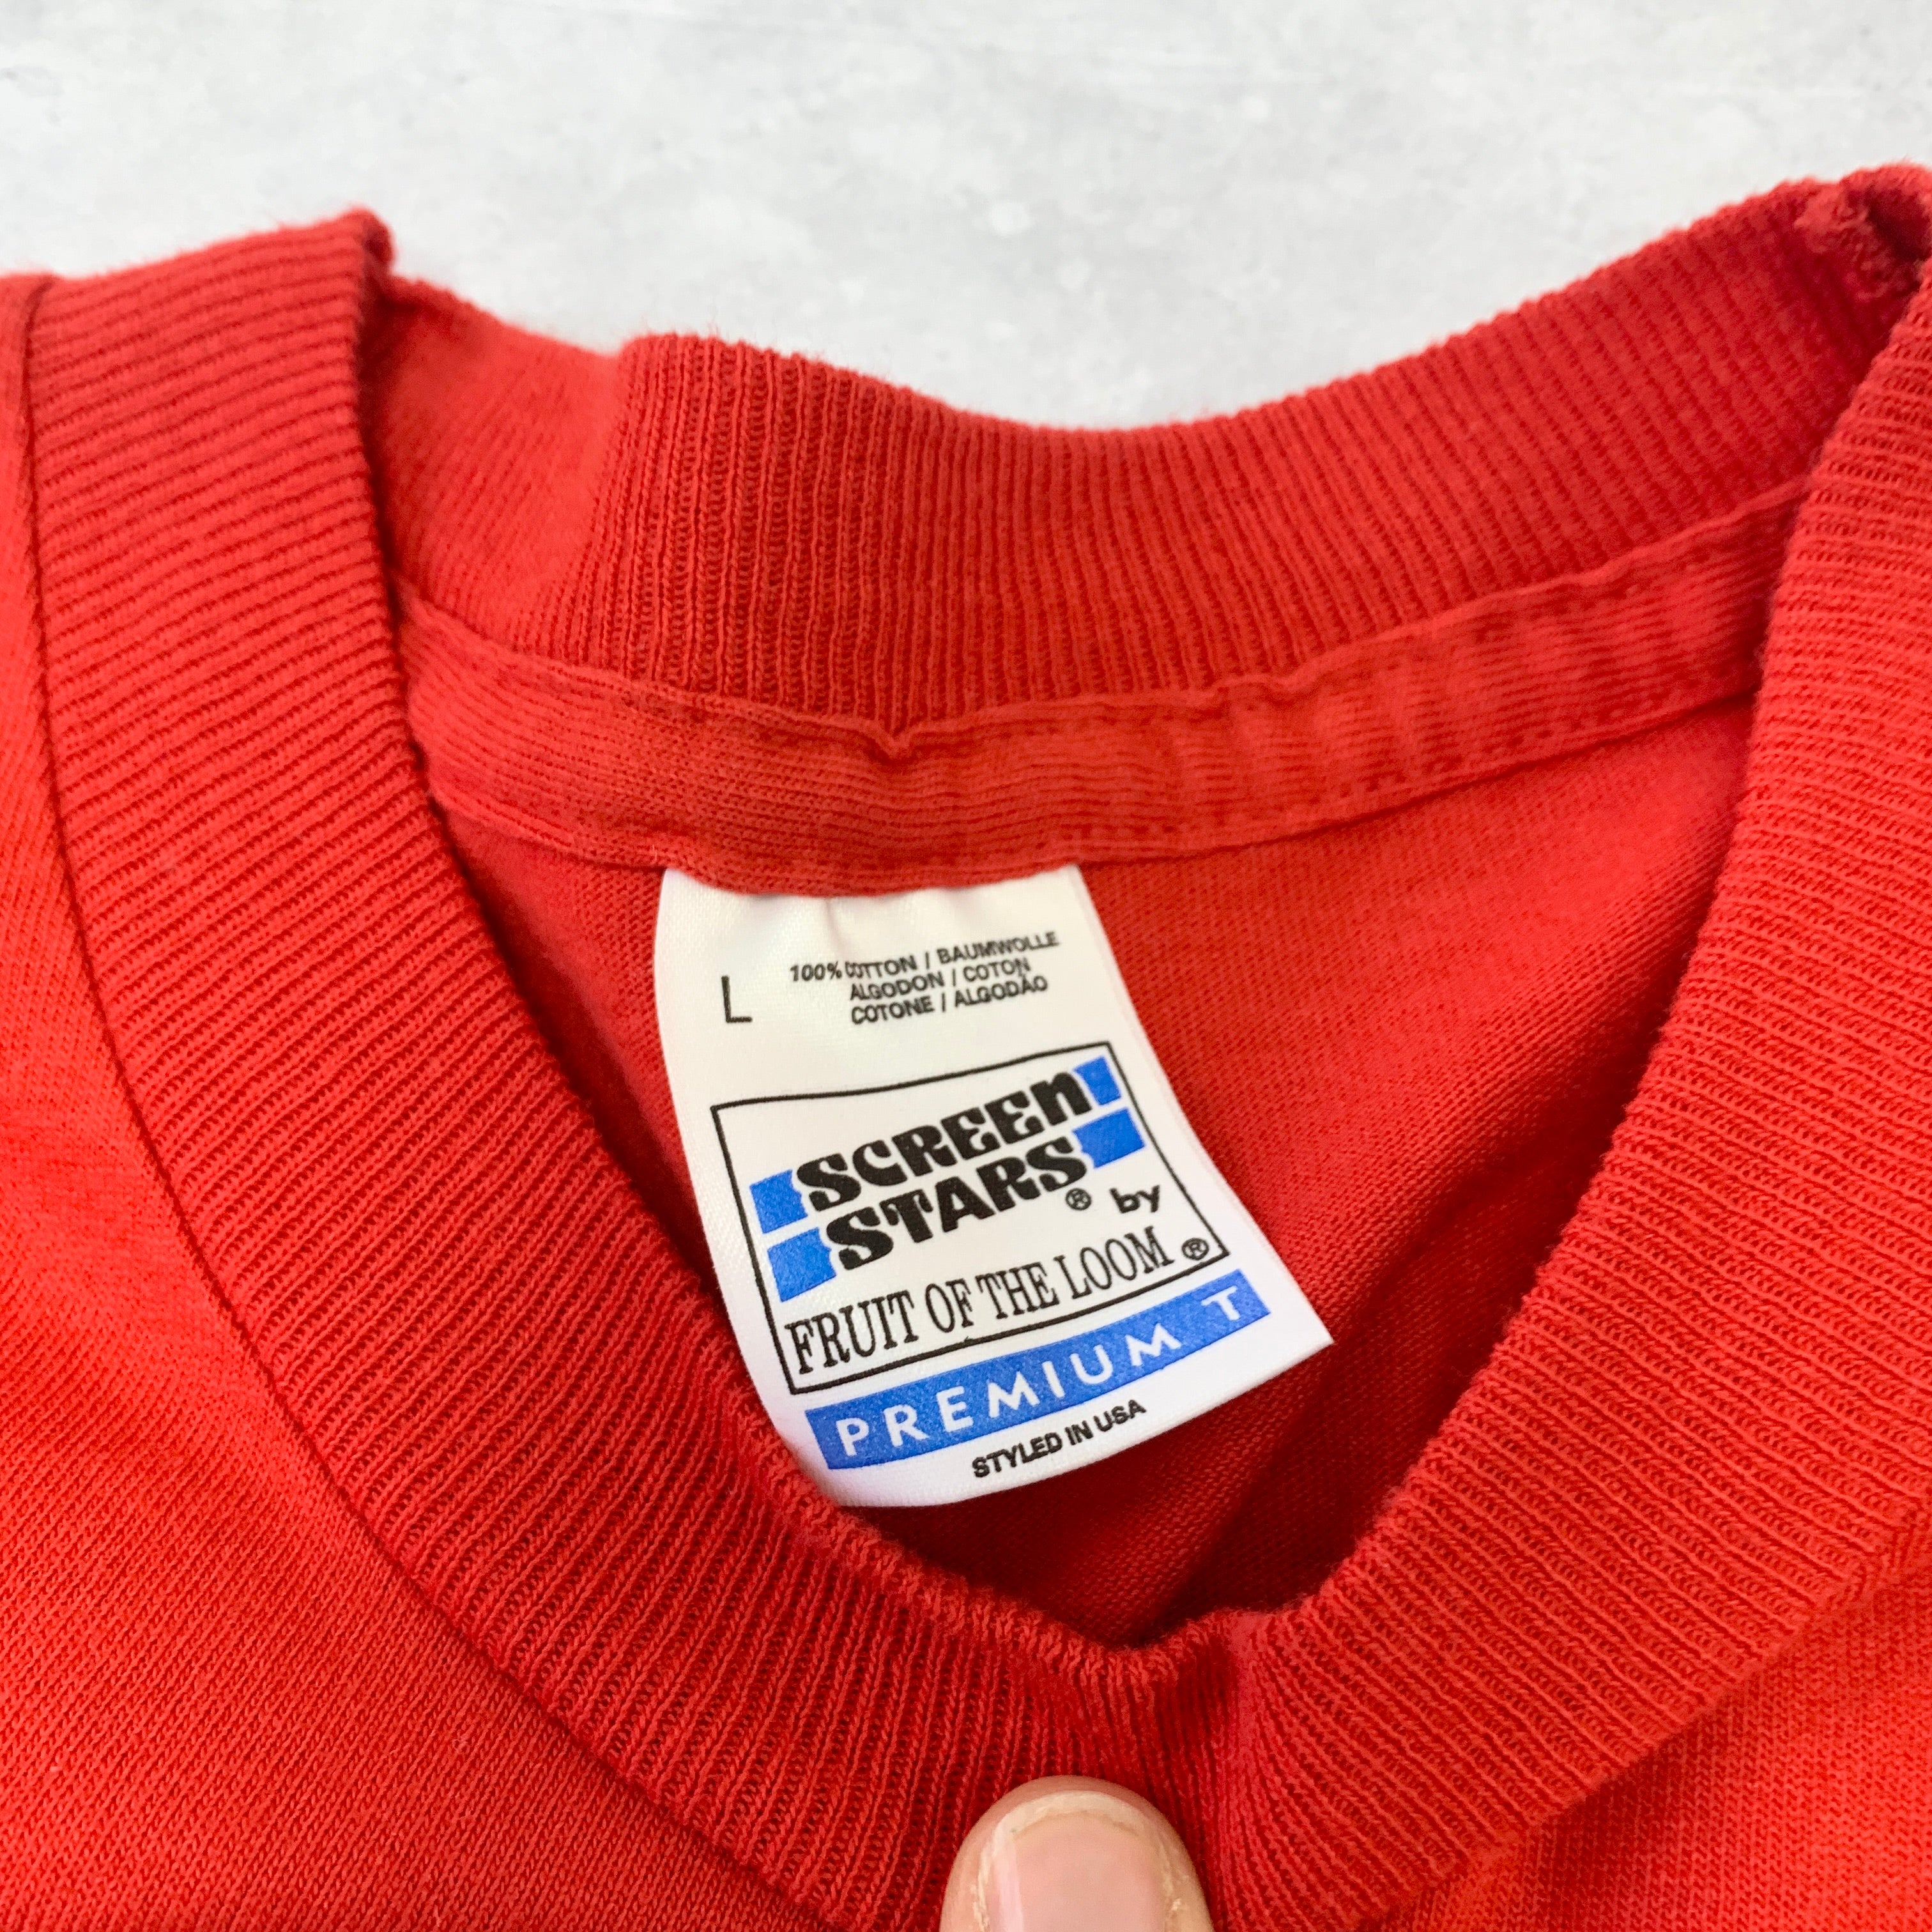 L
100% COTTON / BAUMWOLLE
ALGODON / COTON
COTONE / ALGODÃO
SCREEN
STARS® by
FRUIT OF THE LOOM®
PREMIUM T
STYLED IN USA